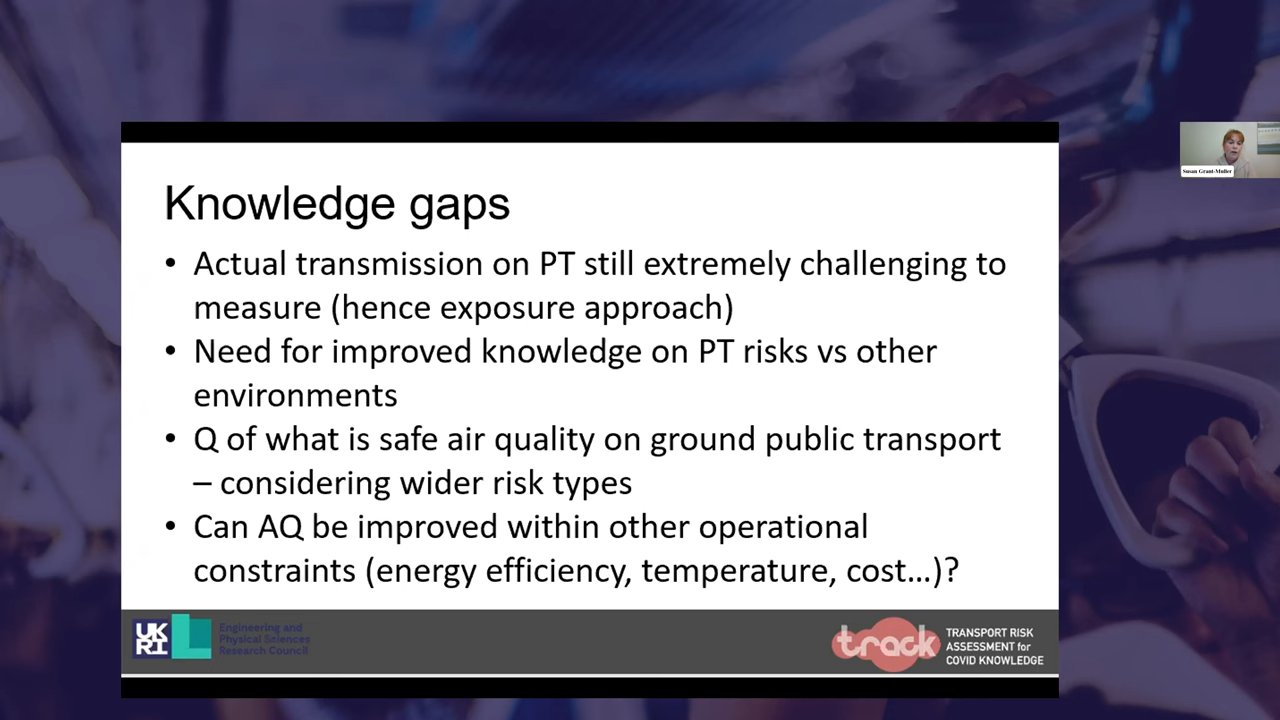 Knowledge gaps
• Actual transmission on PT still extremely challenging to
measure (hence exposure approach)
• Need for improved knowledge on PT risks vs other
environments
• Q of what is safe air quality on ground public transport
– considering wider risk types
• Can AQ be improved within other operational
constraints (energy efficiency, temperature, cost...)?
UK
RI
Engineering and
Physical Sciences
Research Council
track
TRANSPORT RISK
ASSESSMENT for
COVID KNOWLEDGE
Susan Grant-Muller